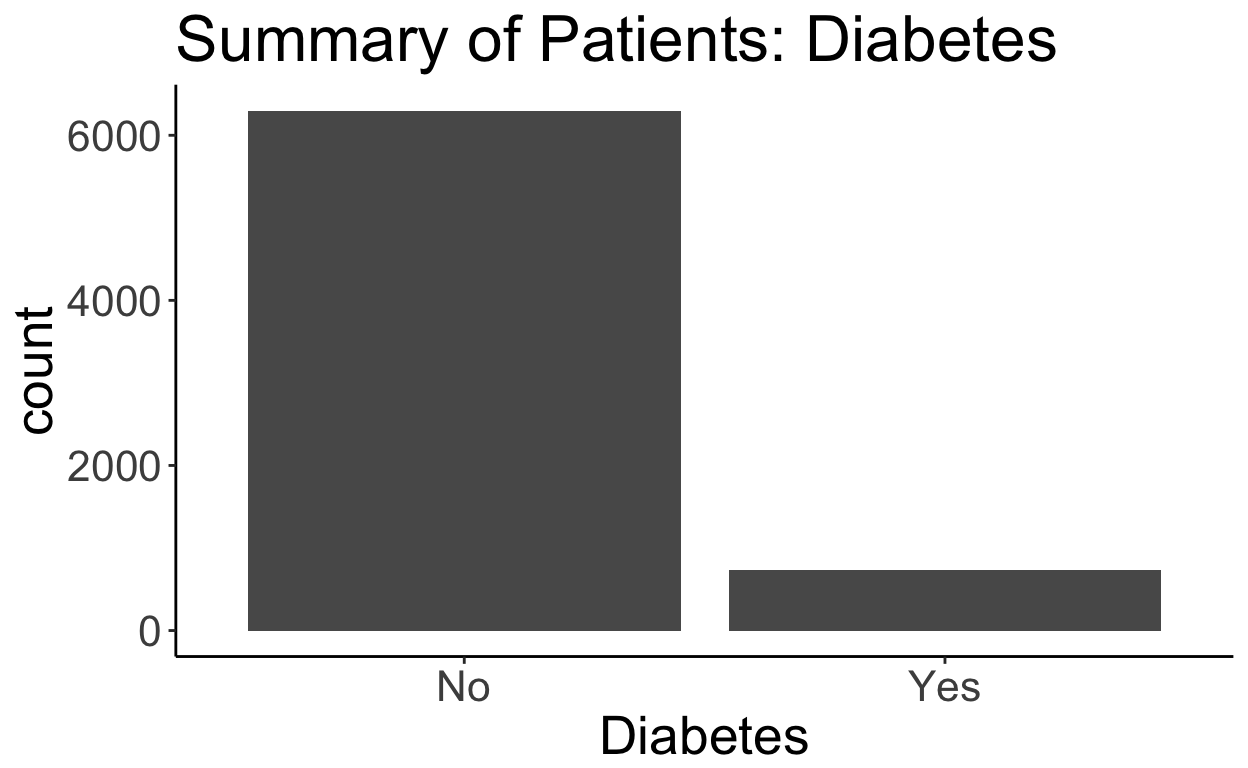 Summary of Patients: Diabetes
6000
4000
2000
0
count
No Yes
Diabetes